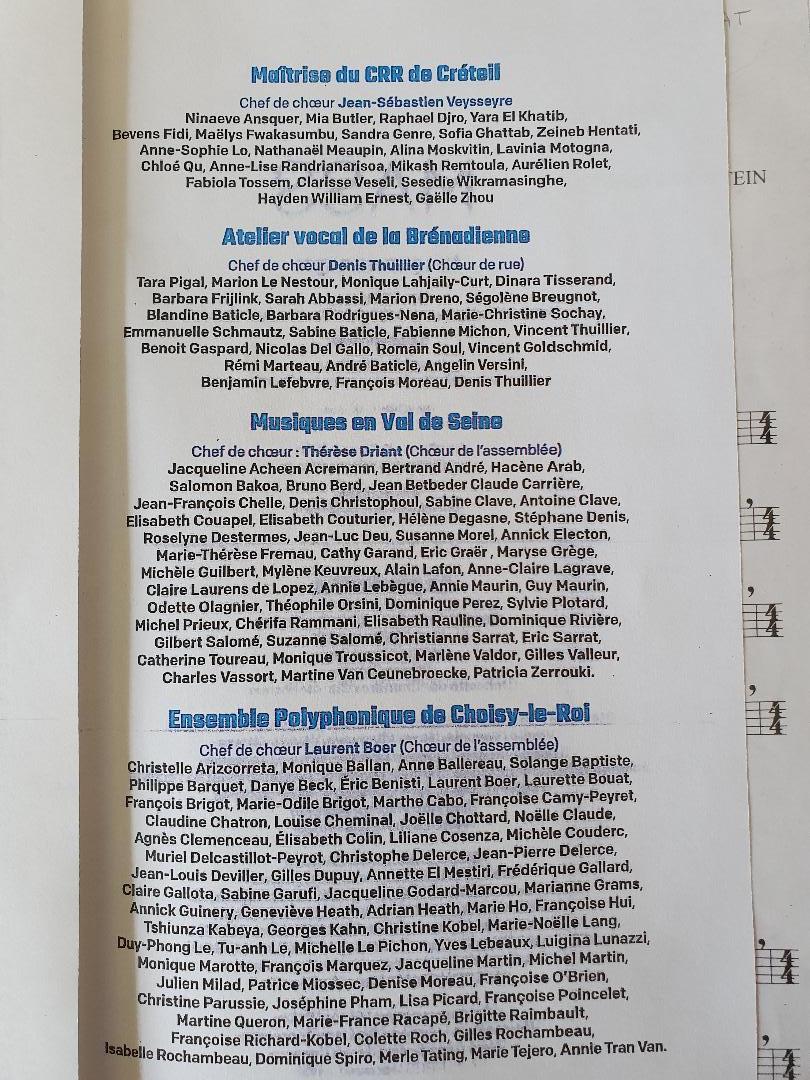 Maîtrise du CRR de Créteil
Chef de chœur Jean-Sébastien Veysseyre
Ninaeve Ansquer, Mia Butler, Raphael Djro, Yara El Khatib,
Bevens Fidi, Maëlys Fwakasumbu, Sandra Genre, Sofia Ghattab, Zeineb Hentati,
Anne-Sophie Lo, Nathanaël Meaupin, Alina Moskvitin, Lavinia Motogna,
Chloé Qu, Anne-Lise Randrianarisoa, Mikash Remtoula, Aurélien Rolet,
Fabiola Tossem, Clarisse Veseli, Sesedie Wikramasinghe,
Hayden William Ernest, Gaëlle Zhou
Atelier vocal de la Brénadienne
Chef de chœur Denis Thuillier (Chœur de rue)
Tara Pigal, Marion Le Nestour, Monique Lahjaily-Curt, Dinara Tisserand,
Barbara Frijlink, Sarah Abbassi, Marion Dreno, Ségolène Breugnot,
Blandine Baticle, Barbara Rodrigues-Nena, Marie-Christine Sochay,
Emmanuelle Schmautz, Sabine Baticle, Fabienne Michon, Vincent Thuillier,
Benoit Gaspard, Nicolas Del Gallo, Romain Soul, Vincent Goldschmid,
Rémi Marteau, André Baticle, Angelin Versini,
Benjamin Lefebvre, François Moreau, Denis Thuillier
Musiques en Val de Seine
Chef de chœur : Thérèse Driant (Chœur de l'assemblée)
Jacqueline Acheen Acremann, Bertrand André, Hacène Arab,
Salomon Bakoa, Bruno Berd, Jean Betbeder Claude Carrière,
Jean-François Chelle, Denis Christophoul, Sabine Clave, Antoine Clave,
Elisabeth Couapel, Elisabeth Couturier, Hélène Degasne, Stéphane Denis,
Roselyne Destermes, Jean-Luc Deu, Susanne Morel, Annick Electon,
Marie-Thérèse Fremau, Cathy Garand, Eric Graër , Maryse Grège,
Michèle Guilbert, Mylène Keuvreux, Alain Lafon, Anne-Claire Lagrave,
Claire Laurens de Lopez, Annie Lebègue, Annie Maurin, Guy Maurin,
Odette Olagnier, Théophile Orsini, Dominique Perez, Sylvie Plotard,
Michel Prieux, Chérifa Rammani, Elisabeth Rauline, Dominique Rivière,
Gilbert Salomé, Suzanne Salomé, Christianne Sarrat, Eric Sarrat,
Catherine Toureau, Monique Troussicot, Marlène Valdor, Gilles Valleur,
Charles Vassort, Martine Van Ceunebroecke, Patricia Zerrouki.
Ensemble Polyphonique de Choisy-le-Roi
Chef de chœur Laurent Boer (Chœur de l'assemblée)
Christelle Arizcorreta, Monique Ballan, Anne Ballereau, Solange Baptiste,
Philippe Barquet, Danye Beck, Éric Benisti, Laurent Boer, Laurette Bouat,
François Brigot, Marie-Odile Brigot, Marthe Cabo, Françoise Camy-Peyret,
Claudine Chatron, Louise Cheminal, Joëlle Chottard, Noëlle Claude,
Agnès Clemenceau, Élisabeth Colin, Liliane Cosenza, Michèle Couderc,
Muriel Delcastillot-Peyrot, Christophe Delerce, Jean-Pierre Delerce,
Jean-Louis Deviller, Gilles Dupuy, Annette El Mestiri, Frédérique Gallard,
Claire Gallota, Sabine Garufi, Jacqueline Godard-Marcou, Marianne Grams,
Annick Guinery, Geneviève Heath, Adrian Heath, Marie Ho, Françoise Hui,
Tshiunza Kabeya, Georges Kahn, Christine Kobel, Marie-Noëlle Lang,
Duy-Phong Le, Tu-anh Le, Michelle Le Pichon, Yves Lebeaux, Luigina Lunazzi,
Monique Marotte, François Marquez, Jacqueline Martin, Michel Martin,
Julien Milad, Patrice Miossec, Denise Moreau, Françoise O'Brien,
Christine Parussie, Joséphine Pham, Lisa Picard, Françoise Poincelet,
Martine Queron, Marie-France Racapé, Brigitte Raimbault,
Françoise Richard-Kobel, Colette Roch, Gilles Rochambeau,
Isabelle Rochambeau, Dominique Spiro, Merle Tating, Marie Tejero, Annie Tran Van.
AT
EIN
4
4
4
4
4
4
4
4
4
4
4
4